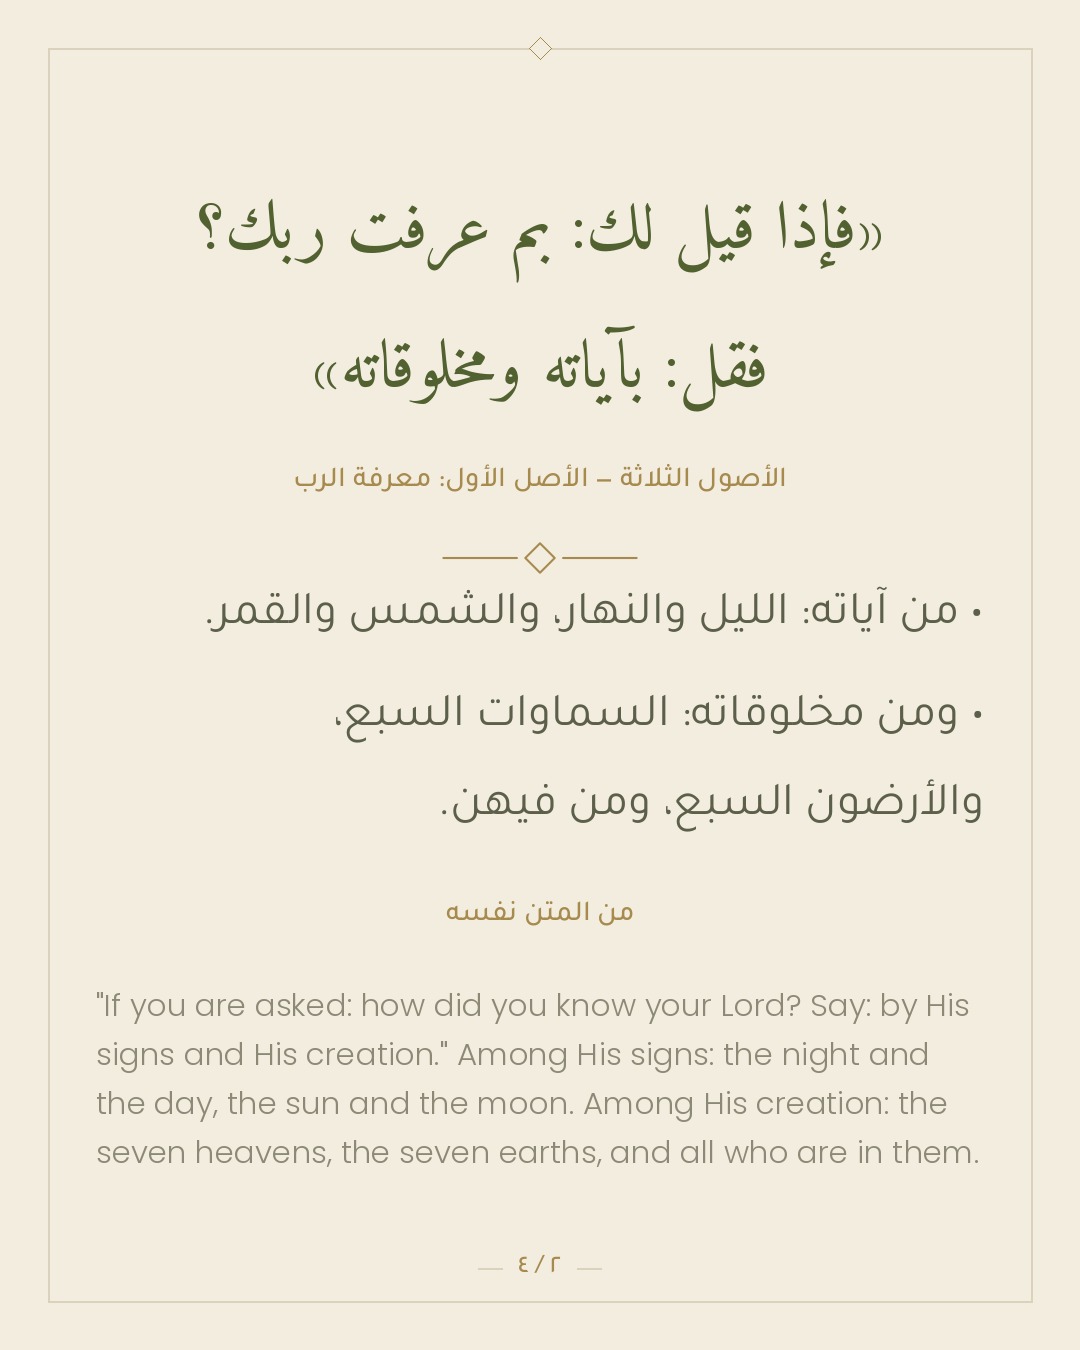 «فإذا قيل لك: بم عرفت ربك؟
فقل: بآياته ومخلوقاته»
الأصول الثلاثة – الأصل الأول: معرفة الرب
• من آياته: الليل والنهار، والشمس والقمر.
• ومن مخلوقاته: السماوات السبع،
والأرضون السبع، ومن فيهن.
من المتن نفسه
"If you are asked: how did you know your Lord? Say: by His
signs and His creation." Among His signs: the night and
the day, the sun and the moon. Among His creation: the
seven heavens, the seven earths, and all who are in them.
٢/٤